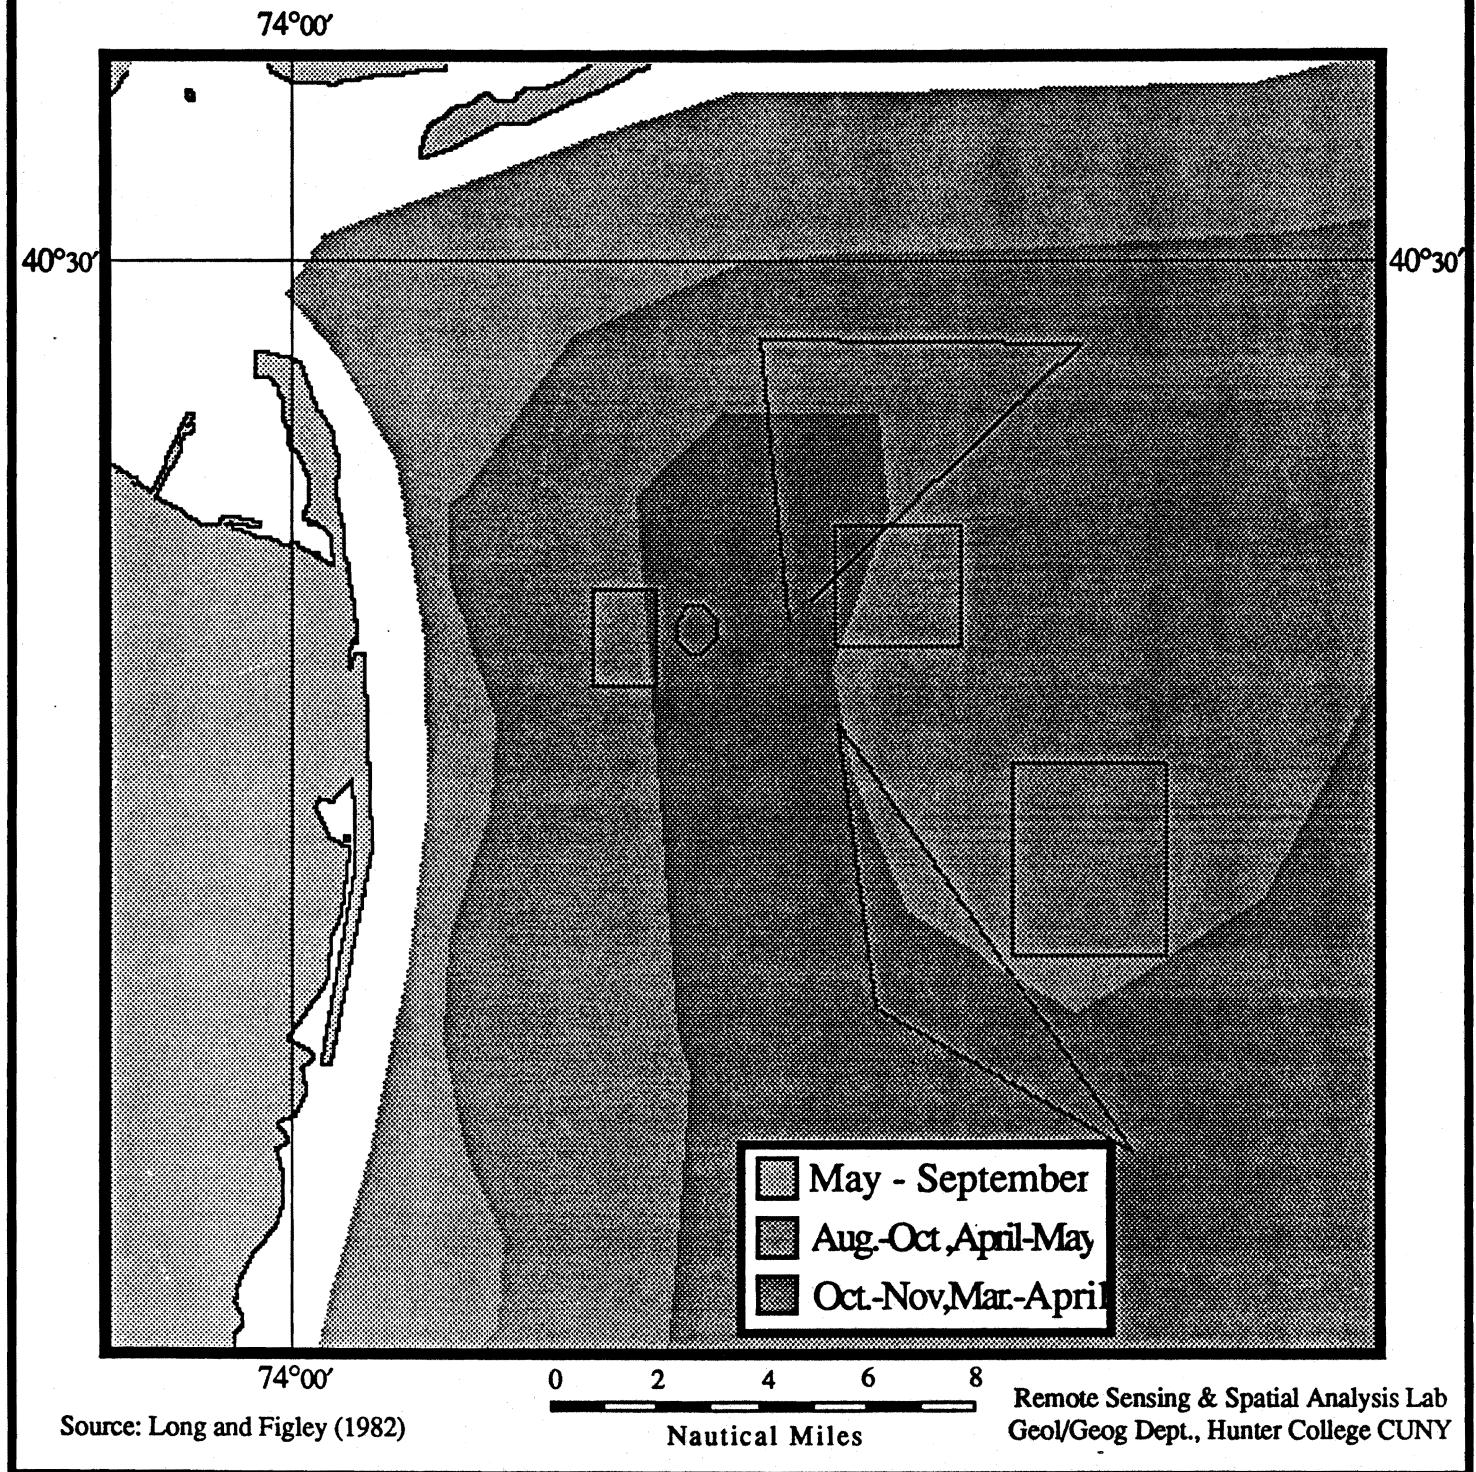 74°00′
40°30′ 40°30′
May - September
Aug.-Oct.,April-May
Oct.-Nov,Mar.-April
74°00′
0 2 4 6 8
Nautical Miles
Source: Long and Figley (1982)
Remote Sensing & Spatial Analysis Lab
Geol/Geog Dept., Hunter College CUNY